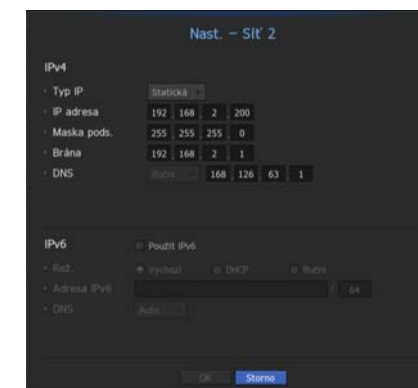 Nast. – Síť 2
IPv4
Typ IP Statická
IP adresa 192 . 168 . 2 . 200
Maska pods. 255 . 255 . 255 . 0
Brána 192 . 168 . 2 . 1
DNS Ruční 168 . 126 . 63 . 1
IPv6 Použít IPv6
Rež. Výchozí DHCP Ruční
Adresa IPv6 / 64
DNS Auto
OK Storno